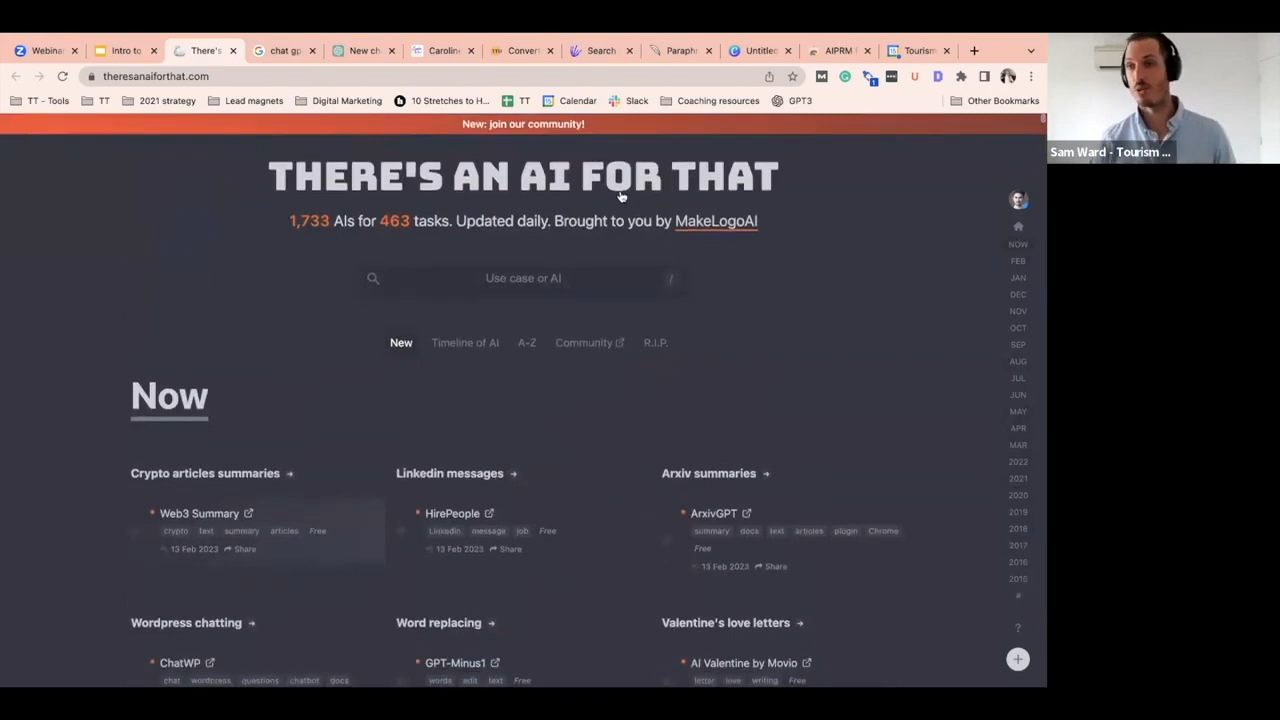 Webinar
Intro to
There's
chat gp
New ch
Caroline
Conver
Search
Paraphr
Untitled
AIPRM f
Tourism
theresanaiforthat.com
TT - Tools
TT
2021 strategy
Lead magnets
Digital Marketing
10 Stretches to H...
TT
Calendar
Slack
Coaching resources
GPT3
Other Bookmarks
New: join our community!
Sam Ward - Tourism ...
THERE'S AN AI FOR THAT
1,733 AIs for 463 tasks. Updated daily. Brought to you by MakeLogoAI
Use case or AI /
New Timeline of AI A-Z Community R.I.P.
Now
Crypto articles summaries
Web3 Summary
crypto text summary articles Free
13 Feb 2023 Share
Linkedin messages
HirePeople
Linkedin message job Free
13 Feb 2023 Share
Arxiv summaries
ArxivGPT
summary docs text articles plugin Chrome
Free
13 Feb 2023 Share
Wordpress chatting
ChatWP
chat wordpress questions chatbot docs
Word replacing
GPT-Minus1
words edit text Free
Valentine's love letters
AI Valentine by Movio
letter love writing Free
NOW
FEB
JAN
DEC
NOV
OCT
SEP
AUG
JUL
JUN
MAY
APR
MAR
2022
2021
2020
2019
2018
2017
2016
2015
#
?